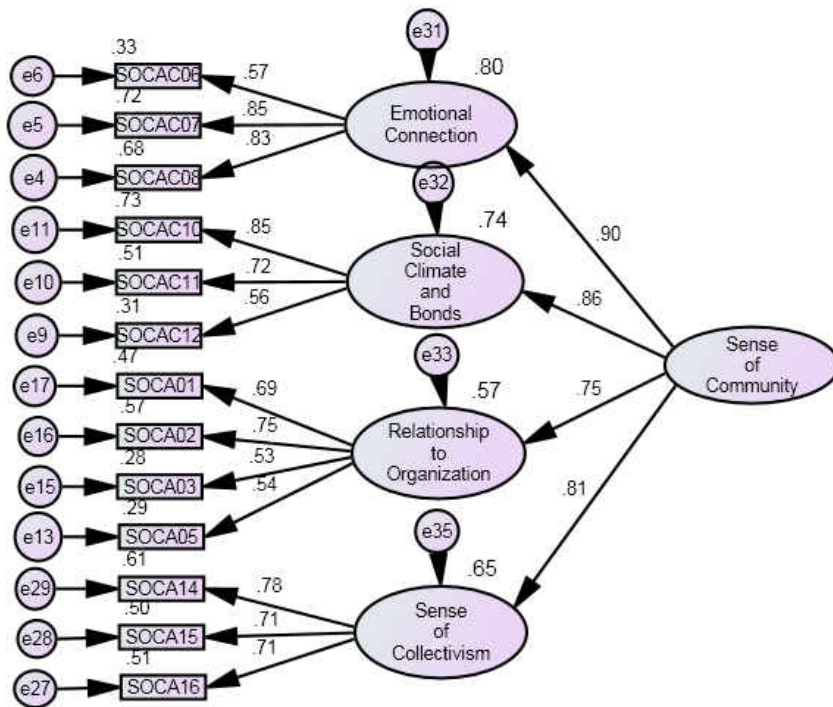 e31
.33
.80
e6
SOCAC06
.57
.72
Emotional
Connection
e5
SOCAC07
.85
.68
.83
e4
SOCAC08
e32
.73
.74
e11
SOCAC10
.85
.90
.51
Social
Climate
and
Bonds
e10
SOCAC11
.72
.86
.31
.56
e9
SOCAC12
e33
Sense
of
Community
.47
.57
e17
SOCA01
.69
.75
.57
Relationship
to
Organization
e16
SOCA02
.75
.28
.53
e15
SOCA03
.54
.81
.29
e13
SOCA05
e35
.61
.65
e29
SOCA14
.78
.50
Sense
of
Collectivism
e28
SOCA15
.71
.51
.71
e27
SOCA16